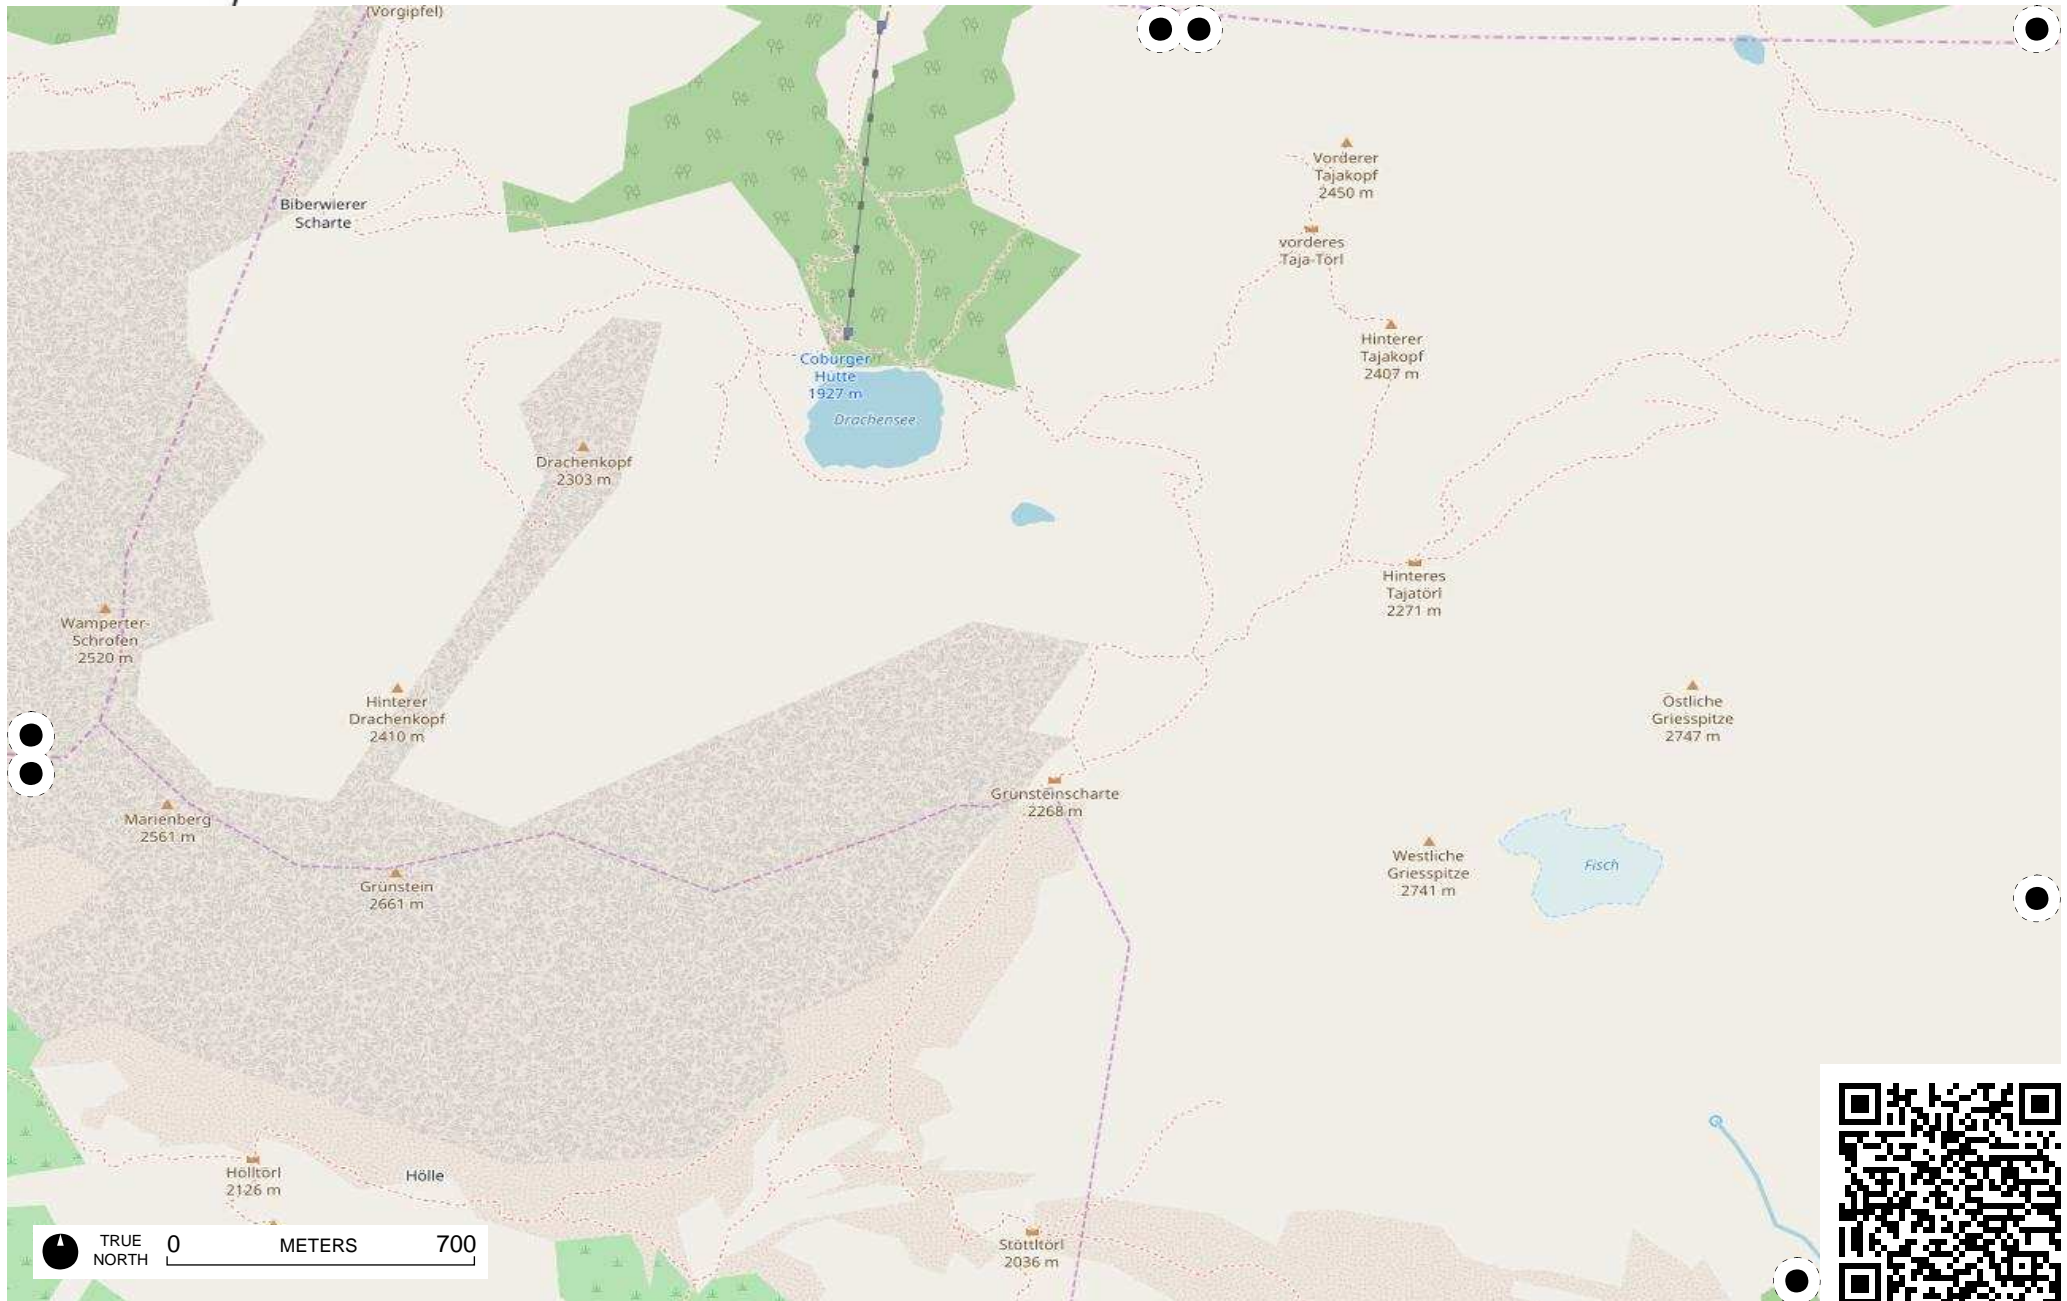 (Vorgipfel)
Biberwierer
Scharte
Vorderer
Tajakopf
2450 m
vorderes
Taja-Törl
Hinterer
Tajakopf
2407 m
Coburger
Hütte
1927 m
Drachensee
Drachenkopf
2303 m
Hinteres
Tajatörl
2271 m
Wamperter-
Schrofen
2520 m
Hinterer
Drachenkopf
2410 m
Östliche
Griesspitze
2747 m
Marienberg
2561 m
Grünsteinscharte
2268 m
Westliche
Griesspitze
2741 m
Fisch
Grünstein
2661 m
Hölltörl
2126 m
Hölle
Stöttltörl
2036 m
TRUE
NORTH
0 METERS 700